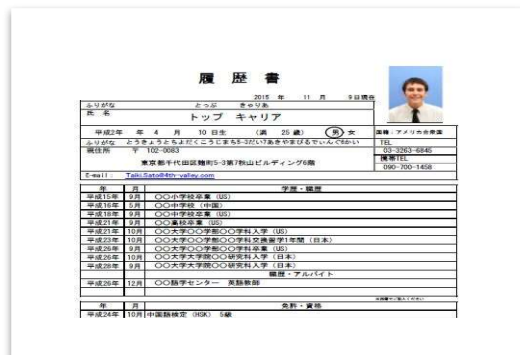 履 歴 書
2015 年 11 月 9日現在
ふりがな とっぷ きゃりあ
氏 名 トップ キャリア
平成2年 年 4 月 10 日生 (満 25 歳) 男 女 国籍:アメリカ合衆国
ふりがな とうきょうとちよだくこうじまち5-3だい7あきやまびるでぃんぐ6かい TEL
現住所 〒 102-0083 03-3263-6845
東京都千代田区麹町5-3第7秋山ビルディング6階 携帯TEL
090-700-1458
E-mail: Taiki.Sato@4th-valley.com
年 月 学歴・職歴
平成15年 9月 〇〇小学校卒業 (US)
平成16年 5月 〇〇中学校 (中国)
平成18年 9月 〇〇中学校卒業 (US)
平成21年 9月 〇〇高校卒業 (US)
平成21年 10月 〇〇大学〇〇学部〇〇学科入学 (US)
平成23年 10月 〇〇大学〇〇学部〇〇学科交換留学1年間 (日本)
平成26年 9月 〇〇大学〇〇学部〇〇学科卒業 (US)
平成26年 10月 〇〇大学大学院〇〇研究科入学 (日本)
平成28年 9月 〇〇大学大学院〇〇研究科入学 (日本)
職歴・アルバイト
平成26年 12月 〇〇語学センター 英語教師
年 月 免許・資格
平成24年 10月 中国語検定 (HSK) 5級